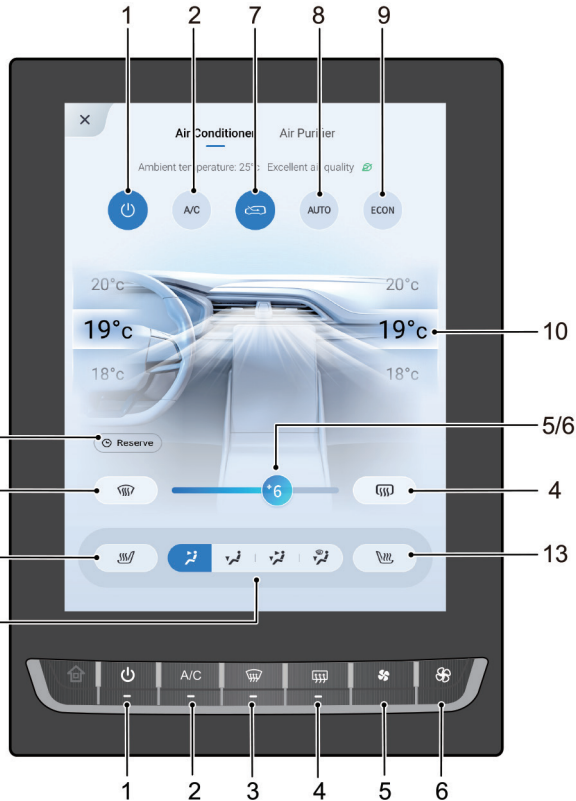 1 2 7 8 9
×
Air Conditioner Air Purifier
Ambient temperature: 25°c Excellent air quality
A/C AUTO ECON
20°c 20°c
19°c 19°c 10
18°c 18°c
5/6
Reserve
6 4
13
A/C
1 2 3 4 5 6